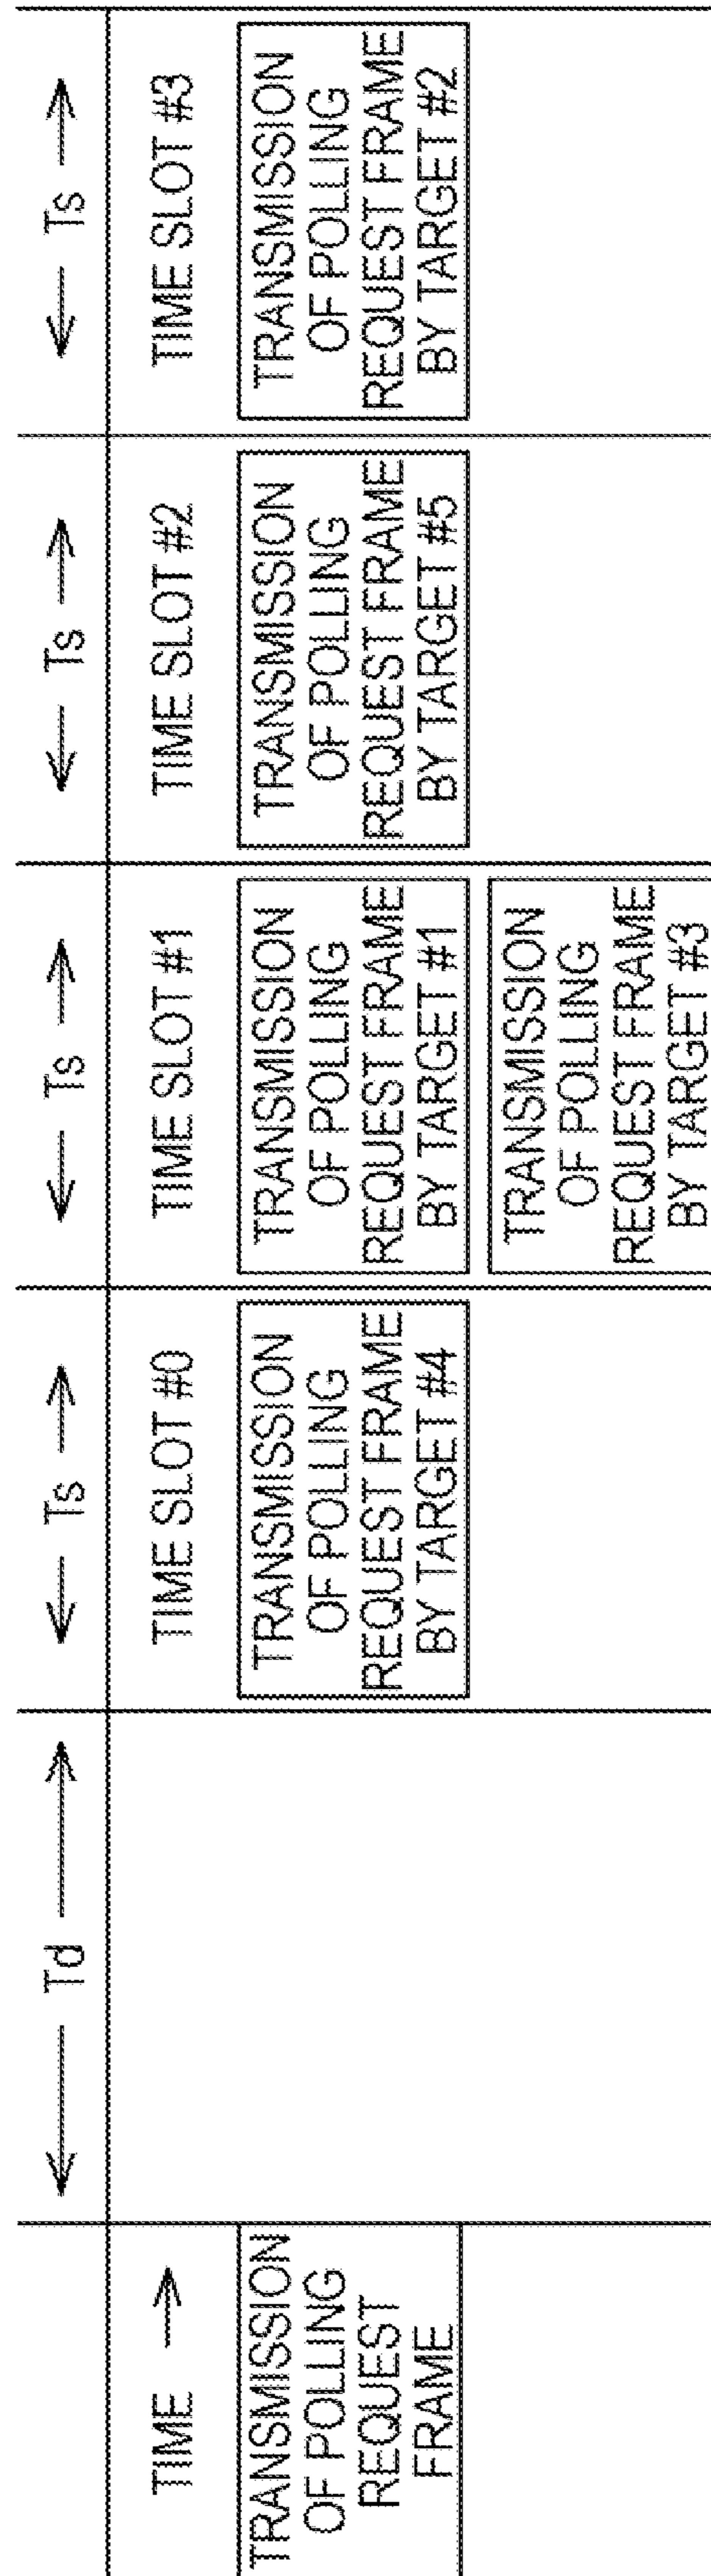 Td
Ts
Ts
Ts
Ts
TIME
TIME SLOT #0
TIME SLOT #1
TIME SLOT #2
TIME SLOT #3
TRANSMISSION
OF POLLING
REQUEST
FRAME
TRANSMISSION
OF POLLING
REQUEST FRAME
BY TARGET #4
TRANSMISSION
OF POLLING
REQUEST FRAME
BY TARGET #1
TRANSMISSION
OF POLLING
REQUEST FRAME
BY TARGET #3
TRANSMISSION
OF POLLING
REQUEST FRAME
BY TARGET #5
TRANSMISSION
OF POLLING
REQUEST FRAME
BY TARGET #2